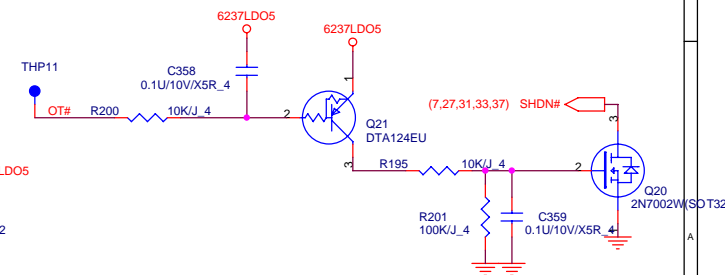 6237LDO5
6237LDO5
THP11
C358
0.1U/10V/X5R_4
1
(7,27,31,33,37) SHDN#
OT#
R200
10K/J_4
2
Q21
DTA124EU
3
3
R195
10K/J_4
2
LDO5
Q20
2N7002W(SOT32
R201
100K/J_4
C359
0.1U/10V/X5R_4
1
2
A